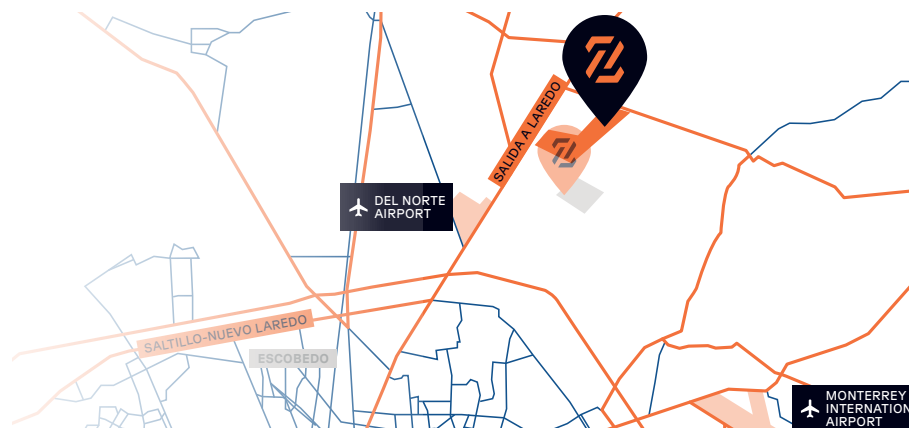 SALIDA A LAREDO
DEL NORTE
AIRPORT
SALTILLO-NUEVO LAREDO
ESCOBEDO
MONTERREY
INTERNATION
AIRPORT